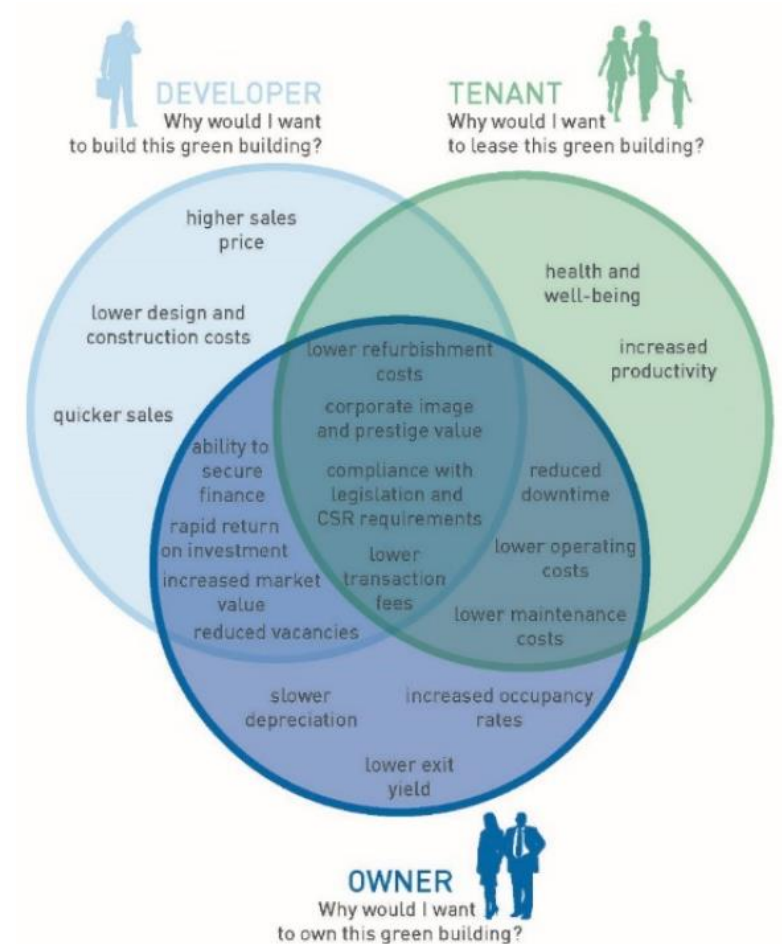 DEVELOPER
Why would I want
to build this green building?
TENANT
Why would I want
to lease this green building?
higher sales
price
lower design and
construction costs
quicker sales
health and
well-being
increased
productivity
lower refurbishment
costs
corporate image
and prestige value
compliance with
legislation and
CSR requirements
lower
transaction
fees
ability to
secure
finance
rapid return
on investment
increased market
value
reduced vacancies
reduced
downtime
lower operating
costs
lower maintenance
costs
slower
depreciation
increased occupancy
rates
lower exit
yield
OWNER
Why would I want
to own this green building?